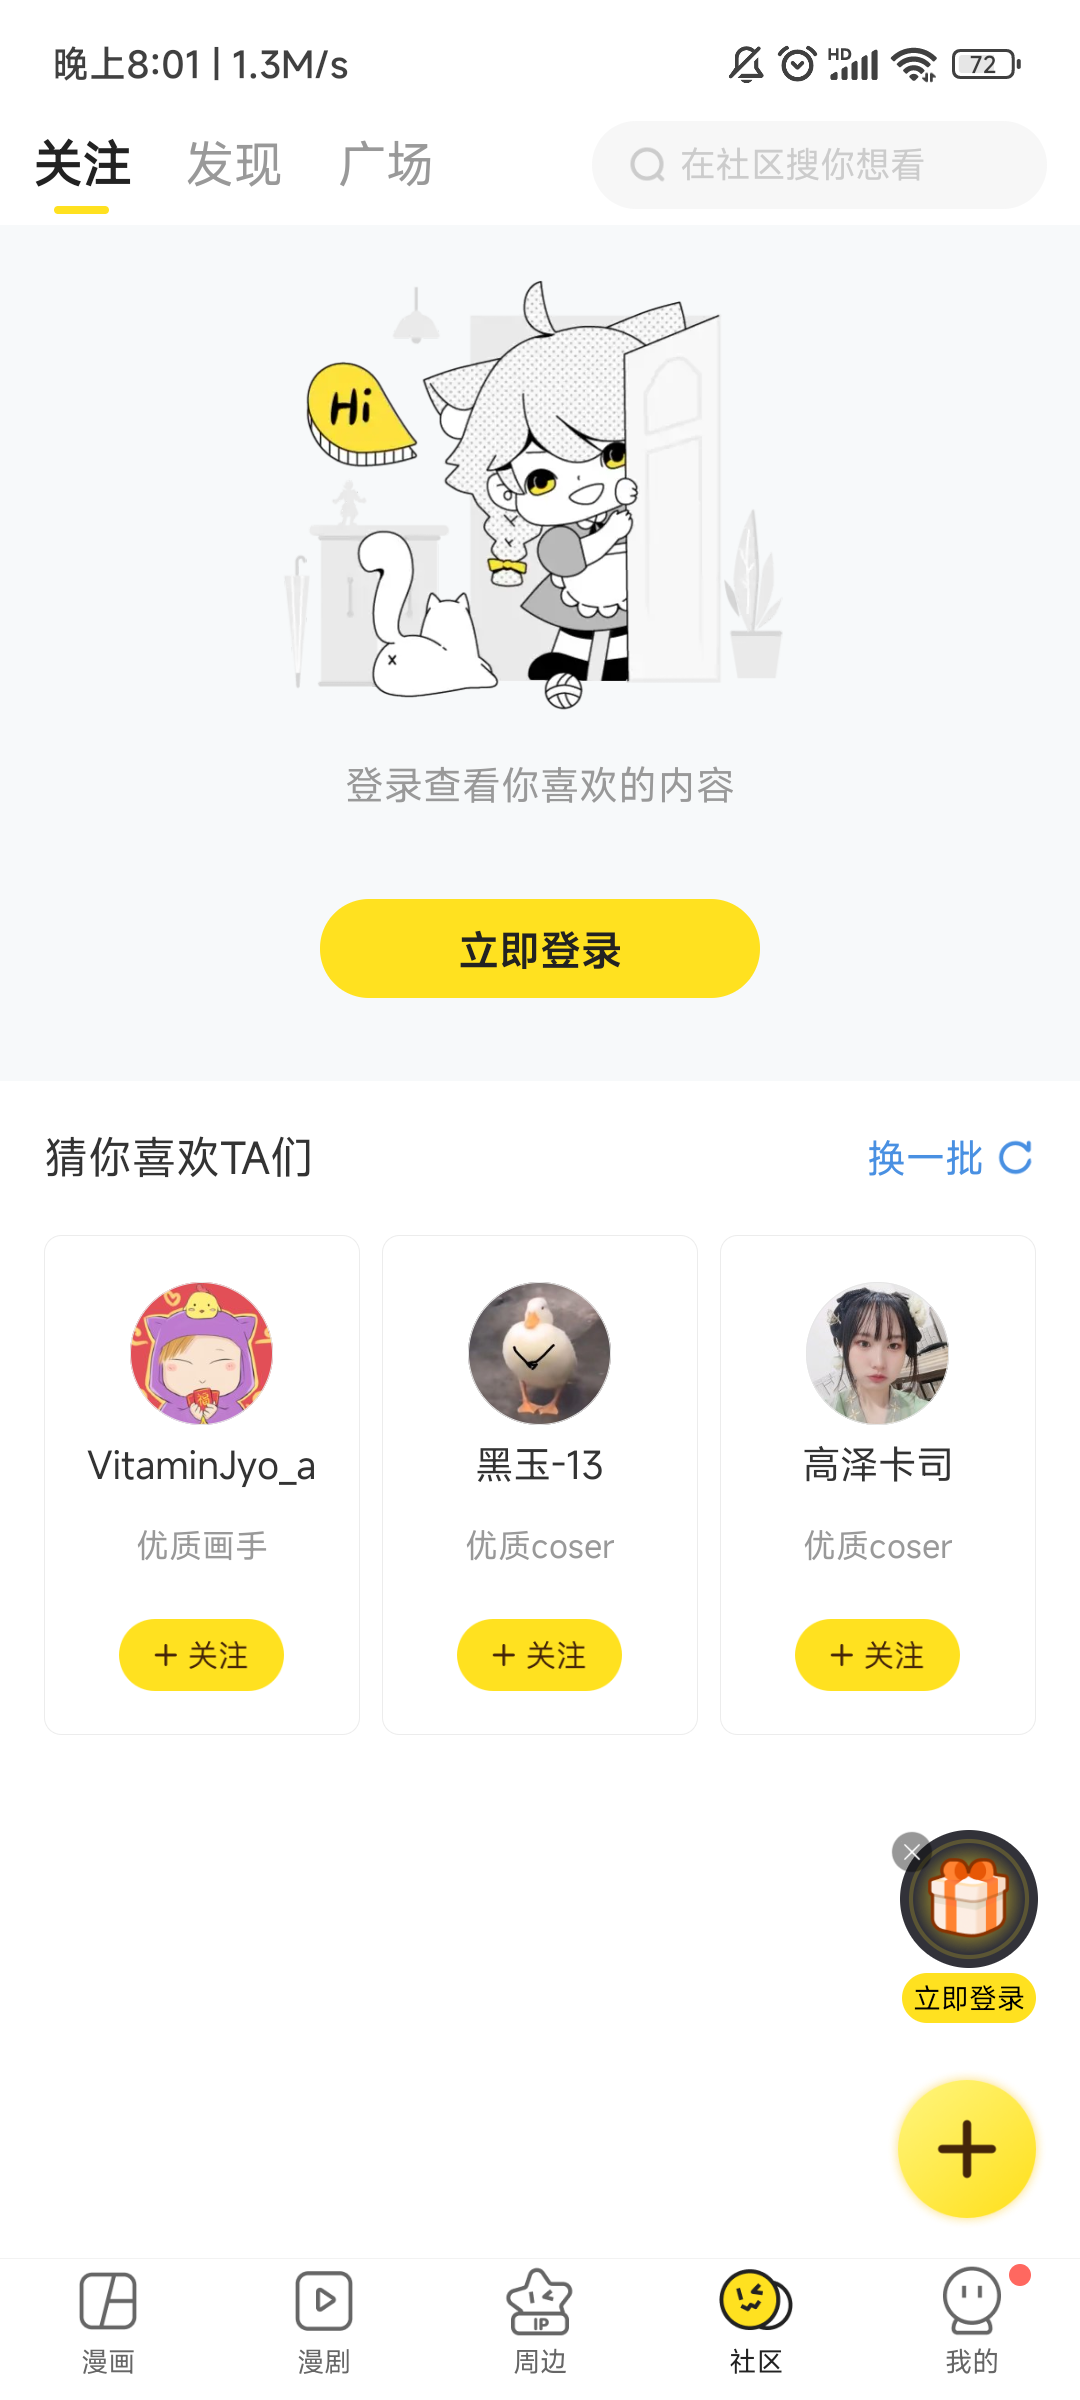 晚上8:01 | 1.3M/s
HD
72
关注
发现
广场
在社区搜你想看
Hi
登录查看你喜欢的内容
立即登录
猜你喜欢TA们
换一批
VitaminJyo_a
优质画手
+ 关注
黑玉-13
优质coser
+ 关注
高泽卡司
优质coser
+ 关注
立即登录
漫画
漫剧
IP
周边
社区
我的